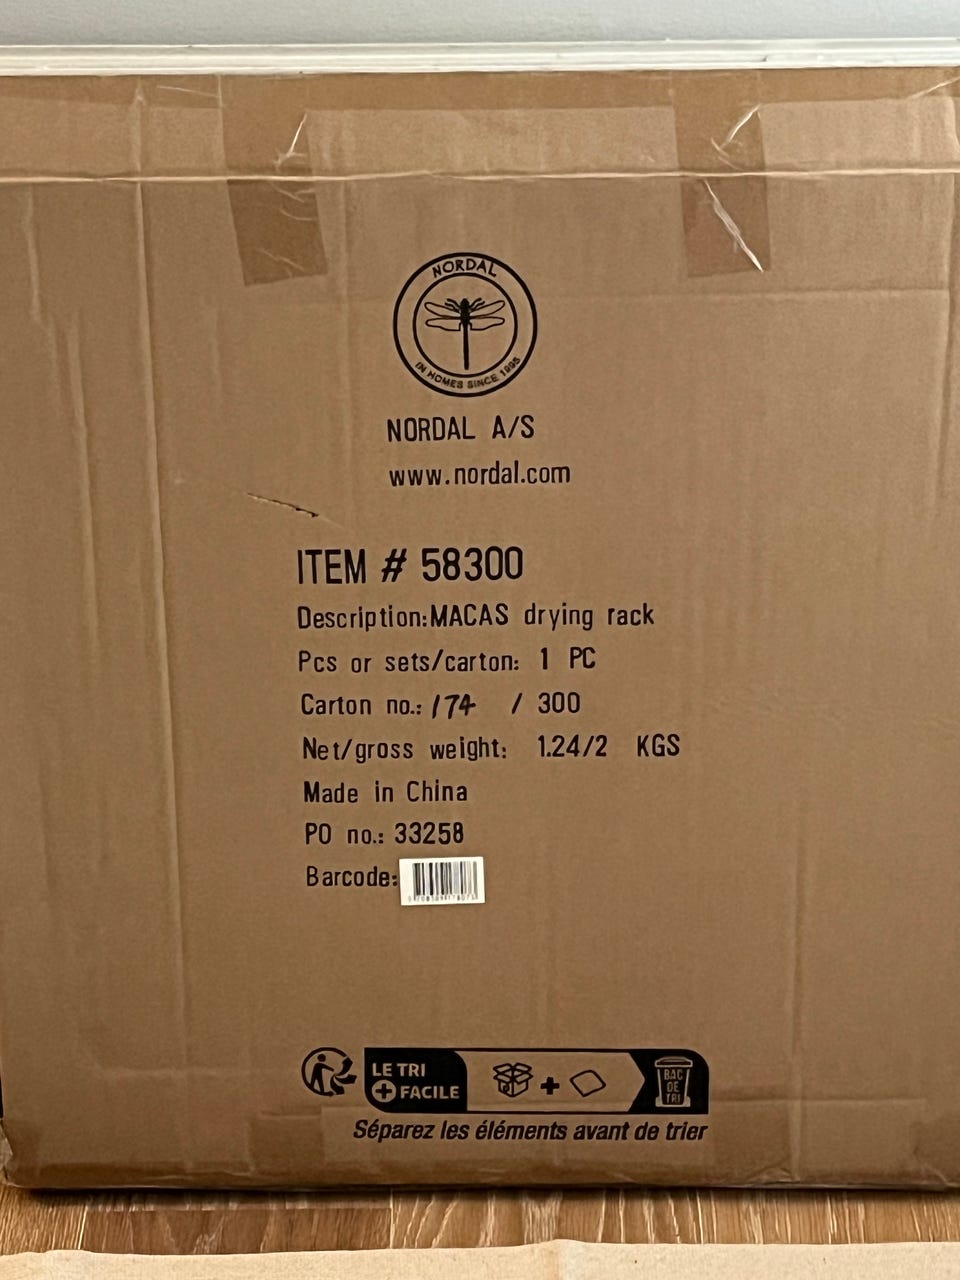 NORDAL
IN HOMES SINCE 1995
NORDAL A/S
www.nordal.com
ITEM # 58300
Description:MACAS drying rack
Pcs or sets/carton: 1 PC
Carton no.: 174 / 300
Net/gross weight: 1.24/2 KGS
Made in China
PO no.: 33258
Barcode:
LE TRI
+ FACILE
+
BAC
DE
TRI
Séparez les éléments avant de trier